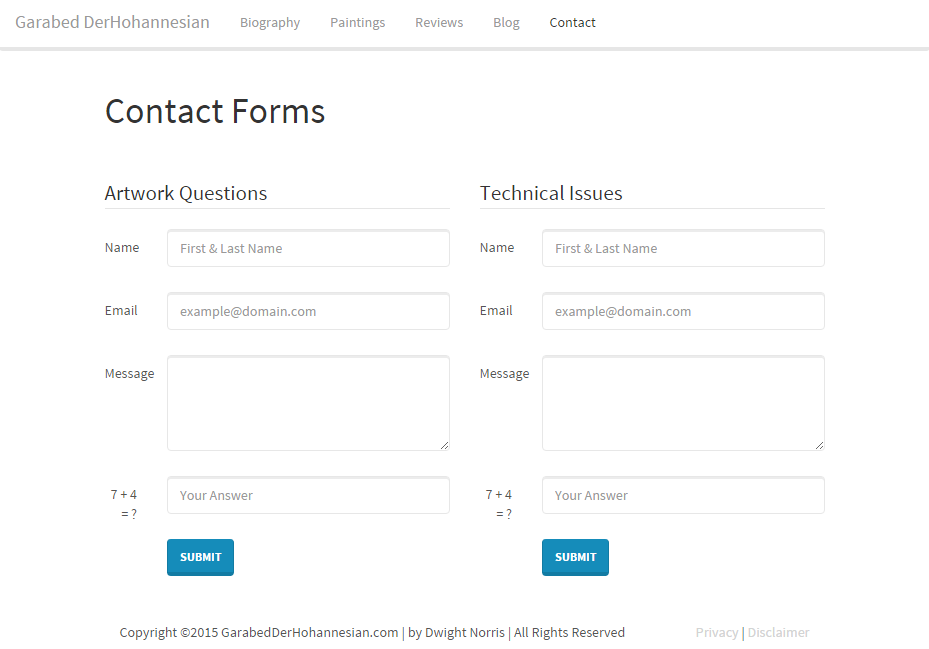 Garabed DerHohannesian Biography Paintings Reviews Blog Contact
Contact Forms
Artwork Questions
Name First & Last Name
Email example@domain.com
Message
7 + 4
= ?
Your Answer
SUBMIT
Technical Issues
Name First & Last Name
Email example@domain.com
Message
7 + 4
= ?
Your Answer
SUBMIT
Copyright ©2015 GarabedDerHohannesian.com | by Dwight Norris | All Rights Reserved Privacy | Disclaimer